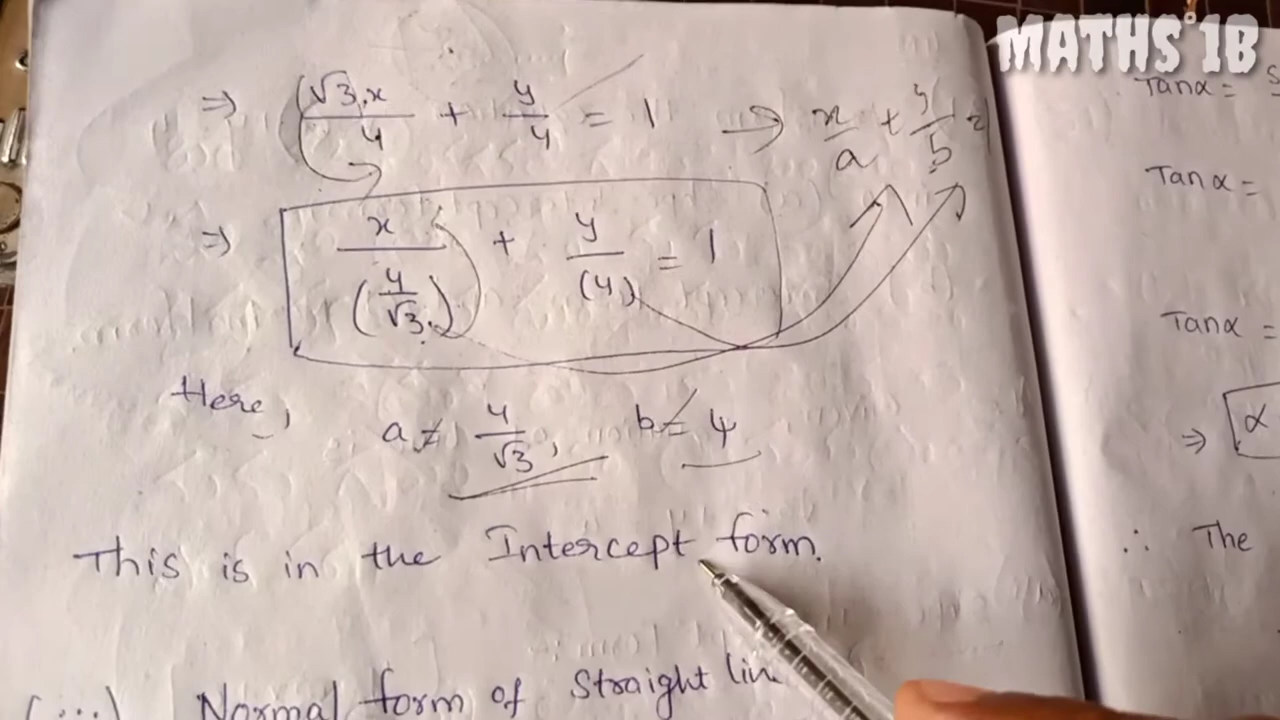 MATHS 1B
⇒ √3.x/4 + y/4 = 1 → x/a + y/b = 1
⇒ x/(4/√3) + y/(4) = 1
Here, a = 4/√3, b = 4
This is in the Intercept form.
(...) Normal form of Straight lin
Tanα = S
Tanα =
Tanα =
⇒ α
∴ The